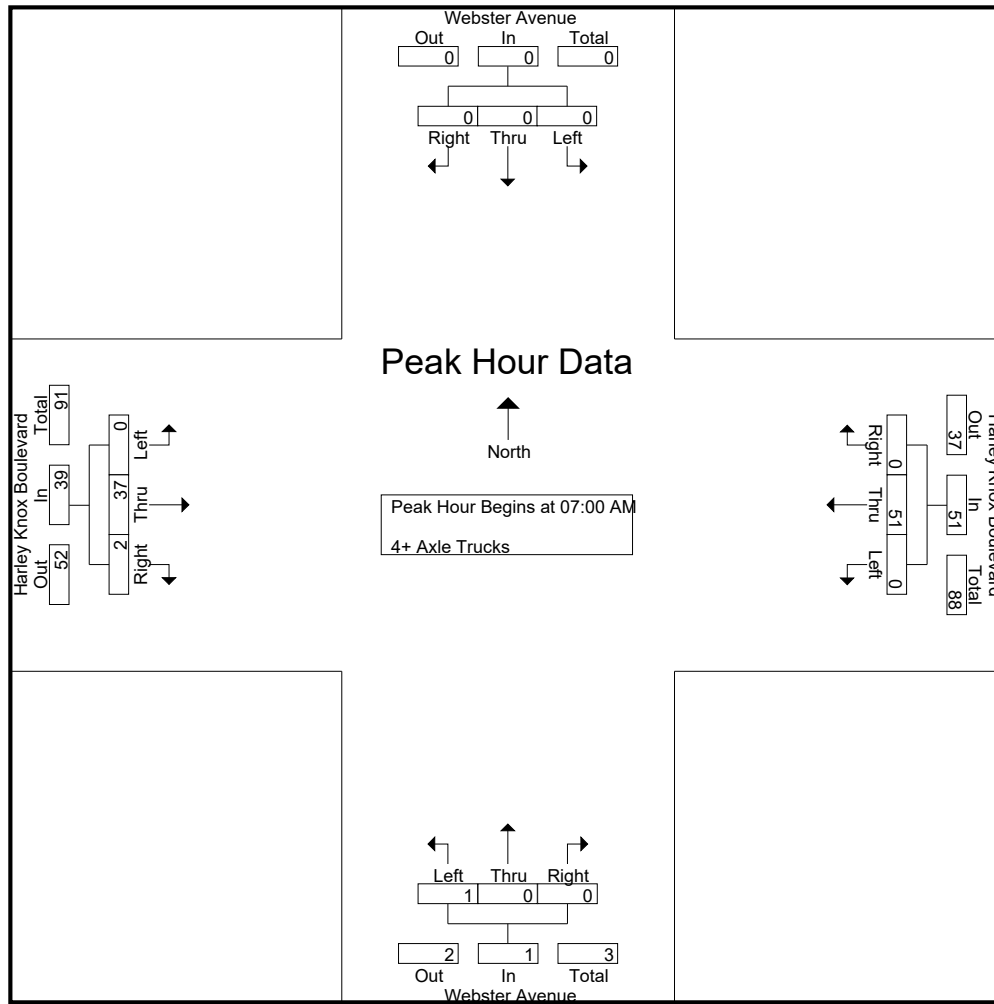 Webster Avenue
Out In Total
0 0 0
0 0 0
Right Thru Left
Peak Hour Data
North
Peak Hour Begins at 07:00 AM
4+ Axle Trucks
Harley Knox Boulevard
Out In Total
52 39 91
2 37 0
Right Thru Left
Harley Knox Boulevard
Out In Total
37 51 88
0 51 0
Right Thru Left
Left Thru Right
1 0 0
2 1 3
Out In Total
Webster Avenue